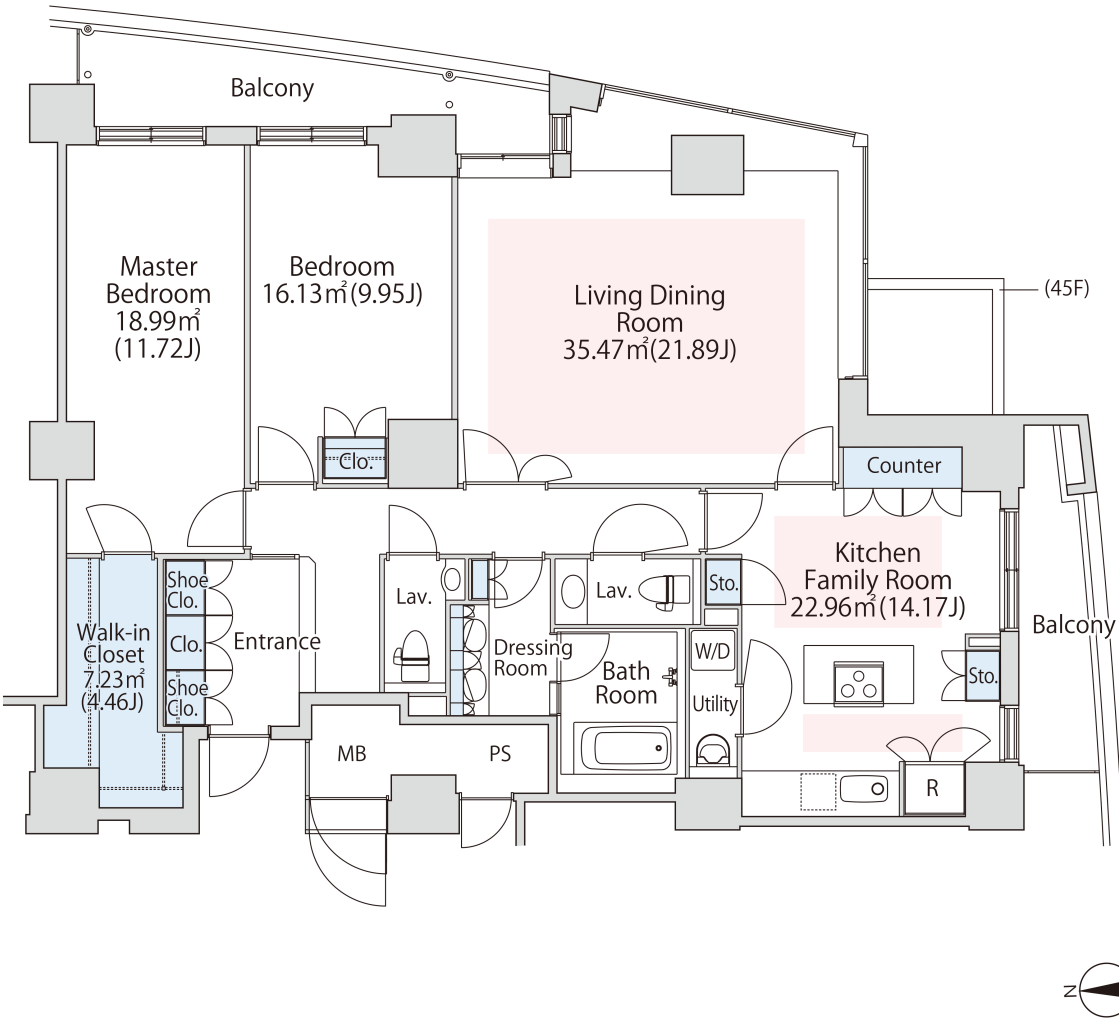 Balcony
Master
Bedroom
18.99㎡
(11.72J)
Bedroom
16.13㎡(9.95J)
Living Dining
Room
35.47㎡(21.89J)
(45F)
Clo.
Counter
Kitchen
Family Room
22.96㎡(14.17J)
Balcony
Shoe
Clo.
Clo.
Shoe
Clo.
Walk-in
Closet
7.23㎡
(4.46J)
Entrance
Lav.
Lav.
Sto.
Dressing
Room
Bath
Room
W/D
Utility
Sto.
MB
PS
R
N